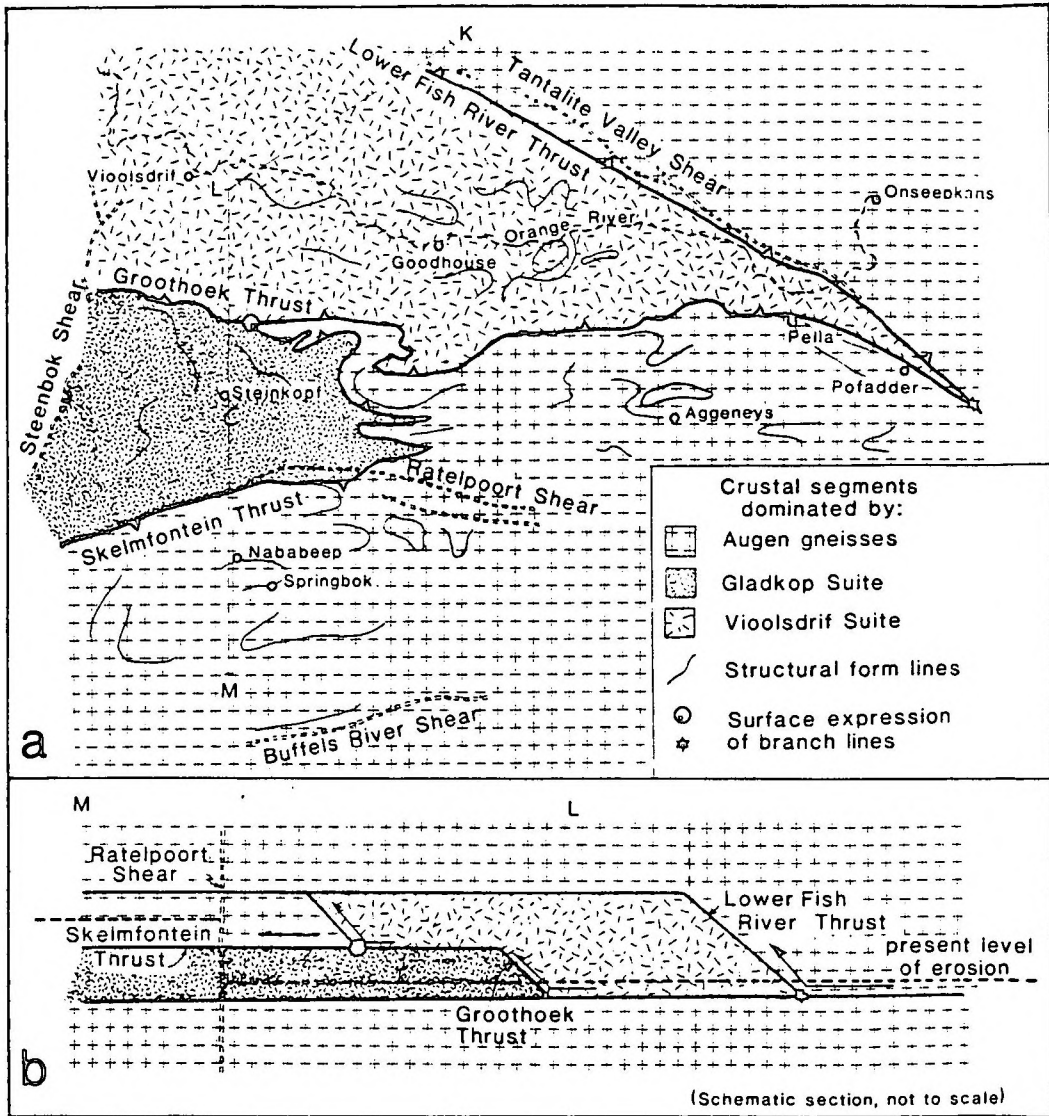 K
Lower Fish River Thrust
Tantalite Valley Shear
Vioolsdrif
L
Onseepkans
Orange River
Goodhouse
Groothoek Thrust
Steenbok Shear
Pella
Steinkopf
Pofadder
Aggeneys
Ratelpoort Shear
Skelmfontein Thrust
Nababeep
Springbok
M
Buffels River Shear
a
Crustal segments
dominated by:
Augen gneisses
Gladkop Suite
Vioolsdrif Suite
Structural form lines
Surface expression
of branch lines
M
L
Ratelpoort
Shear
Lower Fish
River Thrust
Skelmfontein
Thrust
present level
of erosion
Groothoek
Thrust
b
(Schematic section, not to scale)